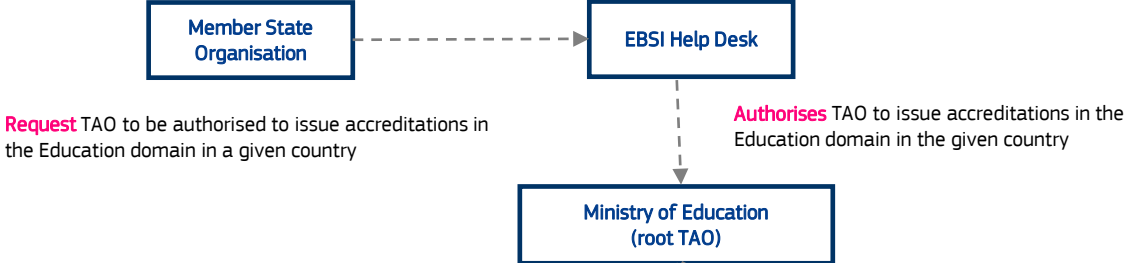 Member State
Organisation
EBSI Help Desk
Request TAO to be authorised to issue accreditations in
the Education domain in a given country
Authorises TAO to issue accreditations in the
Education domain in the given country
Ministry of Education
(root TAO)